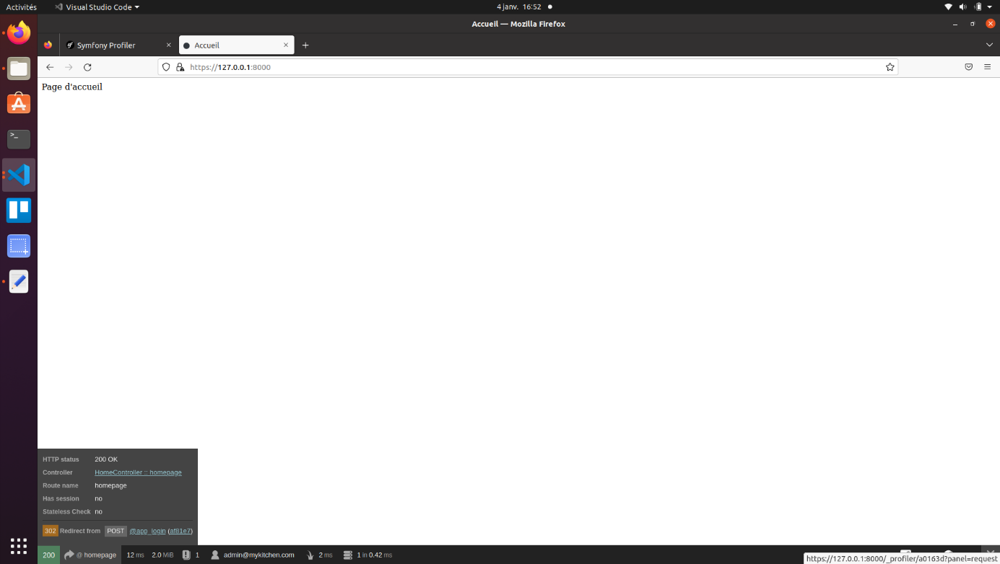 Activités Visual Studio Code 4 janv. 16:52
Accueil — Mozilla Firefox
sf Symfony Profiler Accueil
https://127.0.0.1:8000
Page d'accueil
>_
HTTP status 200 OK
Controller HomeController :: homepage
Route name homepage
Has session no
Stateless Check no
302 Redirect from POST @app_login (af81e7)
200 @ homepage 12 ms 2.0 MiB 1 admin@mykitchen.com 2 ms 1 in 0.42 ms
https://127.0.0.1:8000/_profiler/a0163d?panel=request